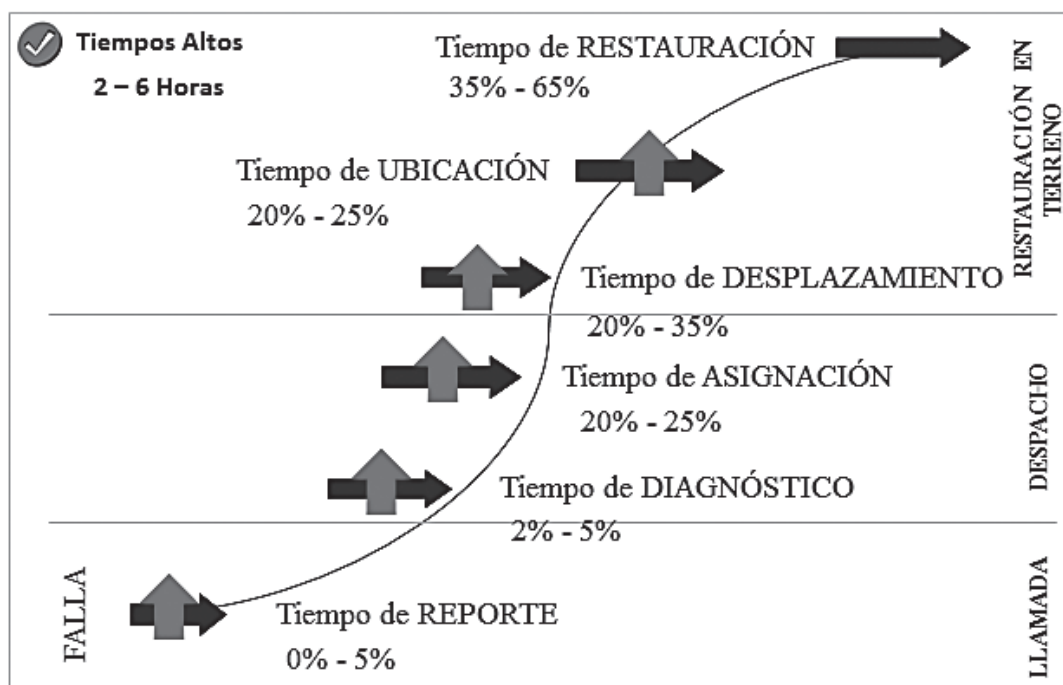 Tiempos Altos
2 – 6 Horas
Tiempo de RESTAURACIÓN
35% - 65%
Tiempo de UBICACIÓN
20% - 25%
Tiempo de DESPLAZAMIENTO
20% - 35%
RESTAURACIÓN EN
TERRENO
Tiempo de ASIGNACIÓN
20% - 25%
Tiempo de DIAGNÓSTICO
2% - 5%
DESPACHO
FALLA
Tiempo de REPORTE
0% - 5%
LLAMADA